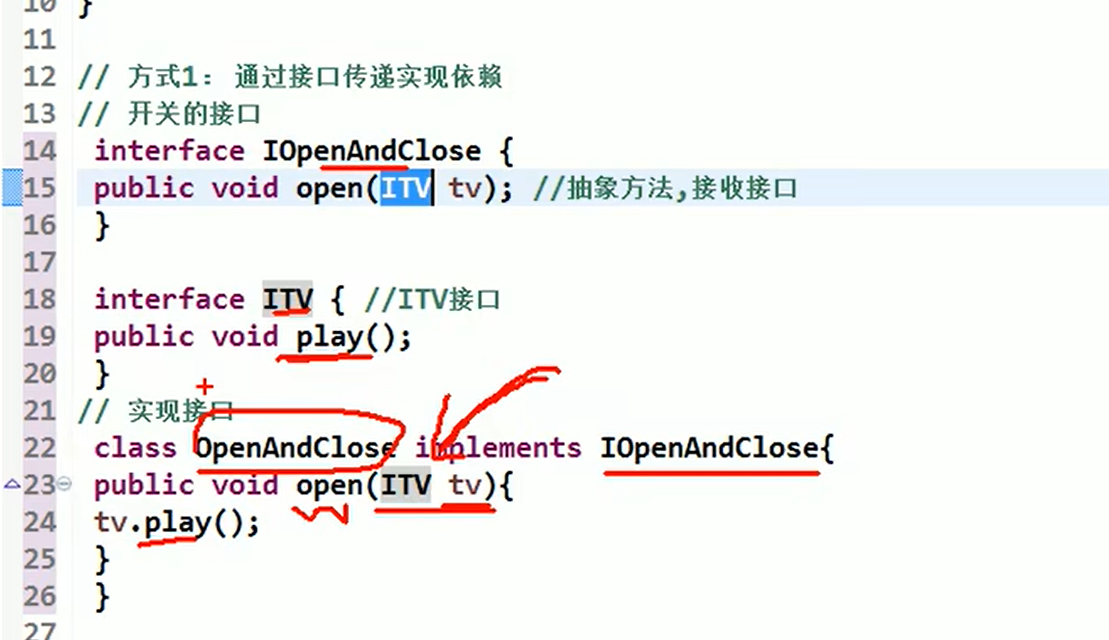 10 }
11
12 // 方式1: 通过接口传递实现依赖
13 // 开关的接口
14 interface IOpenAndClose {
15 public void open(ITV tv); //抽象方法,接收接口
16 }
17
18 interface ITV { //ITV接口
19 public void play();
20 }
21 // 实现接口
22 class OpenAndClose implements IOpenAndClose{
23 public void open(ITV tv){
24 tv.play();
25 }
26 }
27